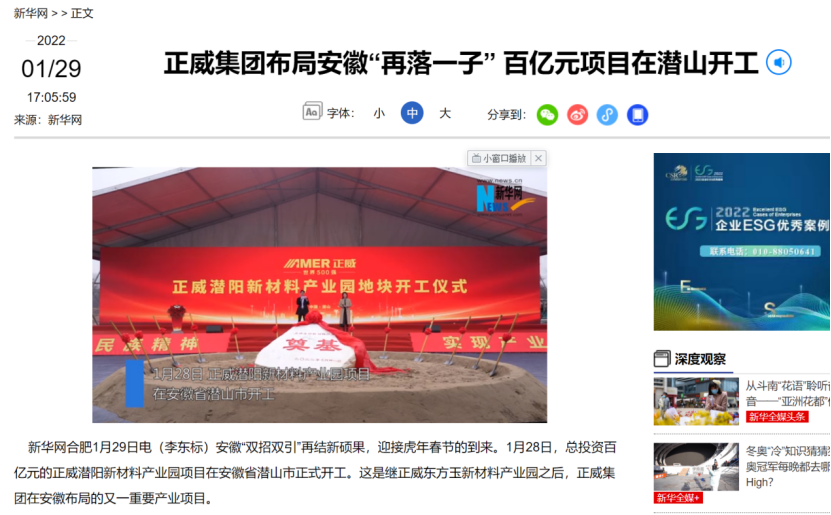 新华网 > > 正文
2022
01/29
17:05:59
来源：新华网
正威集团布局安徽“再落一子” 百亿元项目在潜山开工
字体：
小
中
大
分享到：
小窗口播放
www.news.cn
新华网
NEWS
AMER 正威
世界500强
正威潜阳新材料产业园地块开工仪式
民族精神
实现产业
奠基
1月28日 正威潜阳新材料产业园项目
在安徽省潜山市开工
新华网合肥1月29日电（李东标）安徽“双招双引”再结新硕果，迎接虎年春节的到来。1月28日，总投资百
亿元的正威潜阳新材料产业园项目在安徽省潜山市正式开工。这是继正威东方玉新材料产业园之后，正威集
团在安徽布局的又一重要产业项目。
ESG
ESG 2022 Excellent ESG
Cases of Enterprises
企业ESG优秀案例
联系电话：010-88050641
E
S
深度观察
从斗南“花语”聆听
音——“亚洲花都”
新华全媒头条
冬奥“冷”知识猜猜
奥冠军每晚都去哪
High？
新华全媒+